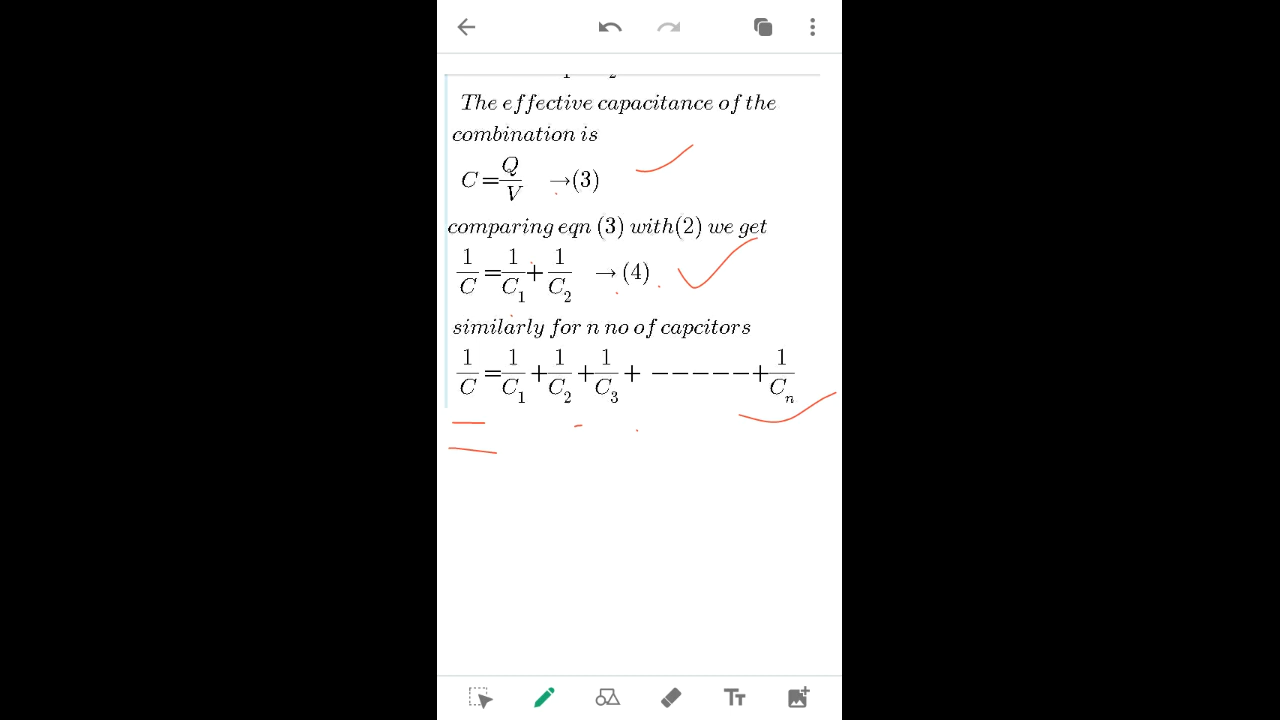 The effective capacitance of the
combination is
C=Q/V →(3)
comparing eqn (3) with(2) we get
1/C=1/C₁+1/C₂ →(4)
similarly for n no of capcitors
1/C=1/C₁+1/C₂+1/C₃+ −−−−−+1/Cₙ
Tт